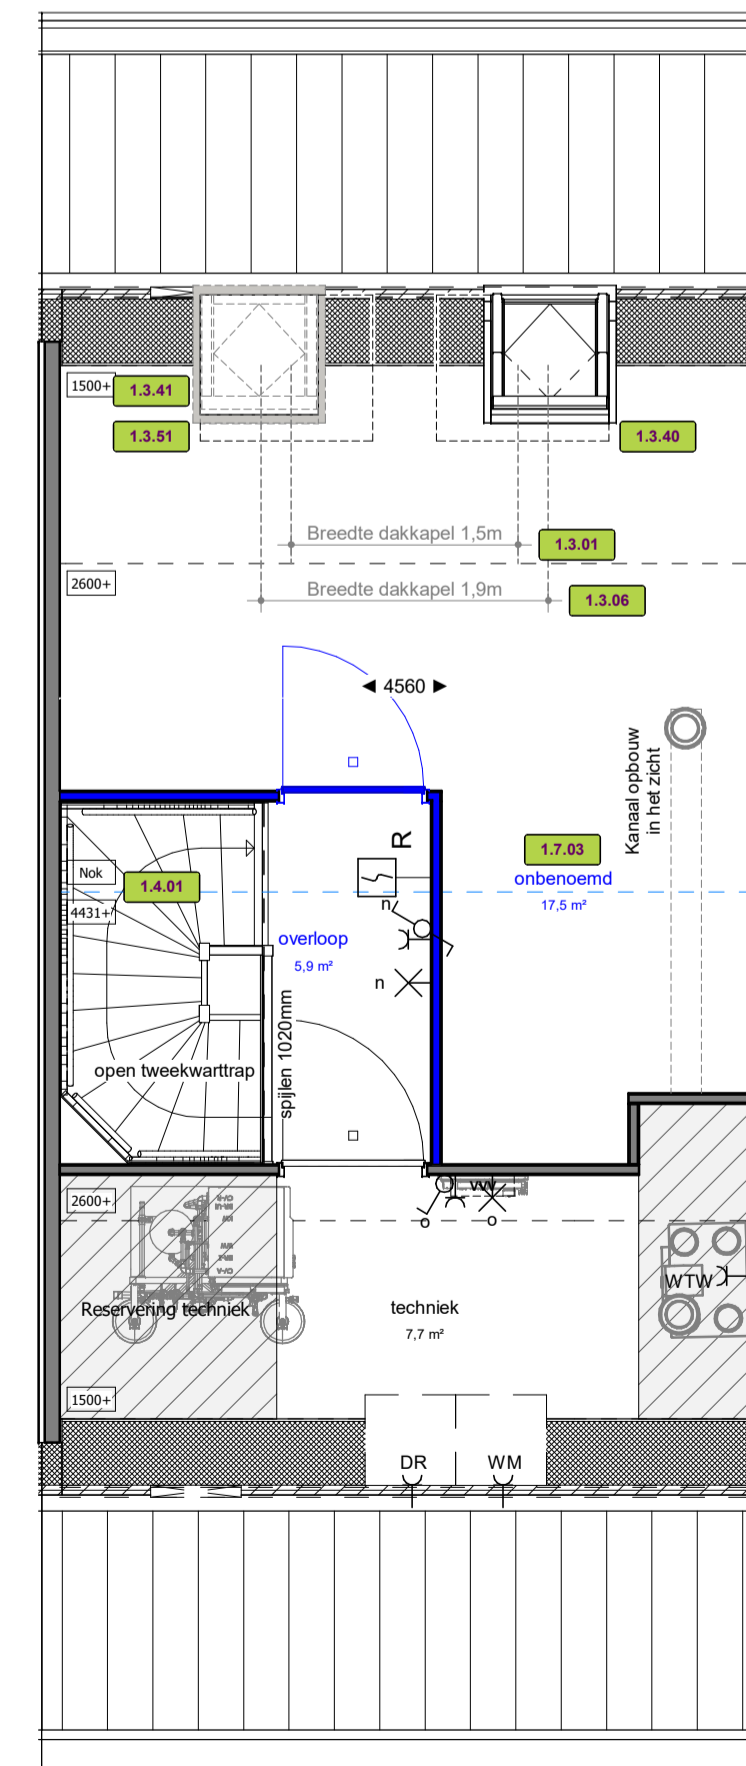 1500+
1.3.41
1.3.51
1.3.40
Breedte dakkapel 1,5m
1.3.01
2600+
Breedte dakkapel 1,9m
1.3.06
◄ 4560 ►
Kanaal opbouw
in het zicht
R
1.7.03
Nok
1.4.01
onbenoemd
17,5 m²
4431+
n
overloop
5,9 m²
n
spijlen 1020mm
open tweekwarttrap
2600+
VVV
o
o
WTW
Reservering techniek
techniek
7,7 m²
1500+
DR
WM